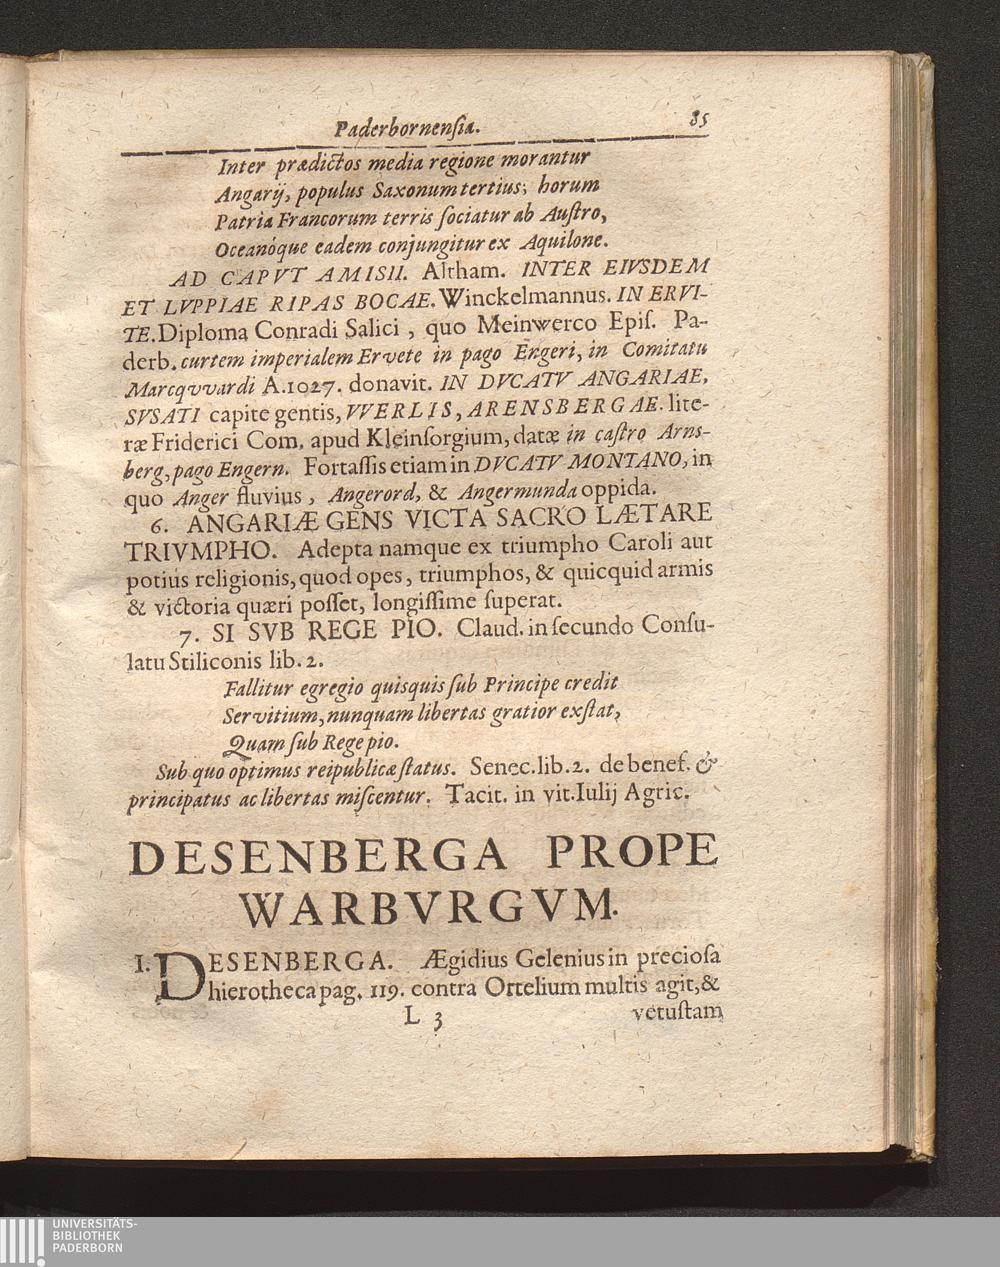 Paderbornensia. 85
Inter prædictos media regione morantur
Angarij, populus Saxonum tertius; horum
Patria Francorum terris ſociatur ab Auſtro,
Oceanóque eadem conjungitur ex Aquilone.
AD CAPVT AMISII. Altham. INTER EIVSDEM
ET LVPPIAE RIPAS BOCAE. Winckelmannus. IN ERVI-
TE. Diploma Conradi Salici, quo Meinwerco Epiſ. Pa-
derb. curtem imperialem Ervete in pago Engeri, in Comitatu
Marcqvvardi A. 1027. donavit. IN DVCATV ANGARIAE,
SVSATI capite gentis, VVERLIS, ARENSBERGAE. lite-
ræ Friderici Com. apud Kleinſorgium, datæ in caſtro Arns-
berg, pago Engern. Fortaſſis etiam in DVCATV MONTANO, in
quo Anger fluvius, Angerord, & Angermunda oppida.
6. ANGARIÆ GENS VICTA SACRO LÆTARE
TRIVMPHO. Adepta namque ex triumpho Caroli aut
potius religionis, quod opes, triumphos, & quicquid armis
& victoria quæri poſſet, longiſſime ſuperat.
7. SI SVB REGE PIO. Claud. in ſecundo Conſu-
latu Stiliconis lib. 2.
Fallitur egregio quisquis ſub Principe credit
Servitium, nunquam libertas gratior exſtat,
Quam ſub Rege pio.
Sub quo optimus reipublicæ ſtatus. Senec. lib. 2. de benef. &
principatus ac libertas miſcentur. Tacit. in vit. Iulij Agric.
DESENBERGA PROPE
WARBVRGVM.
1. DESENBERGA. Ægidius Gelenius in precioſa
hierotheca pag. 119. contra Ortelium multis agit, &
L 3 vetuſtam
UNIVERSITÄTS-
BIBLIOTHEK
PADERBORN